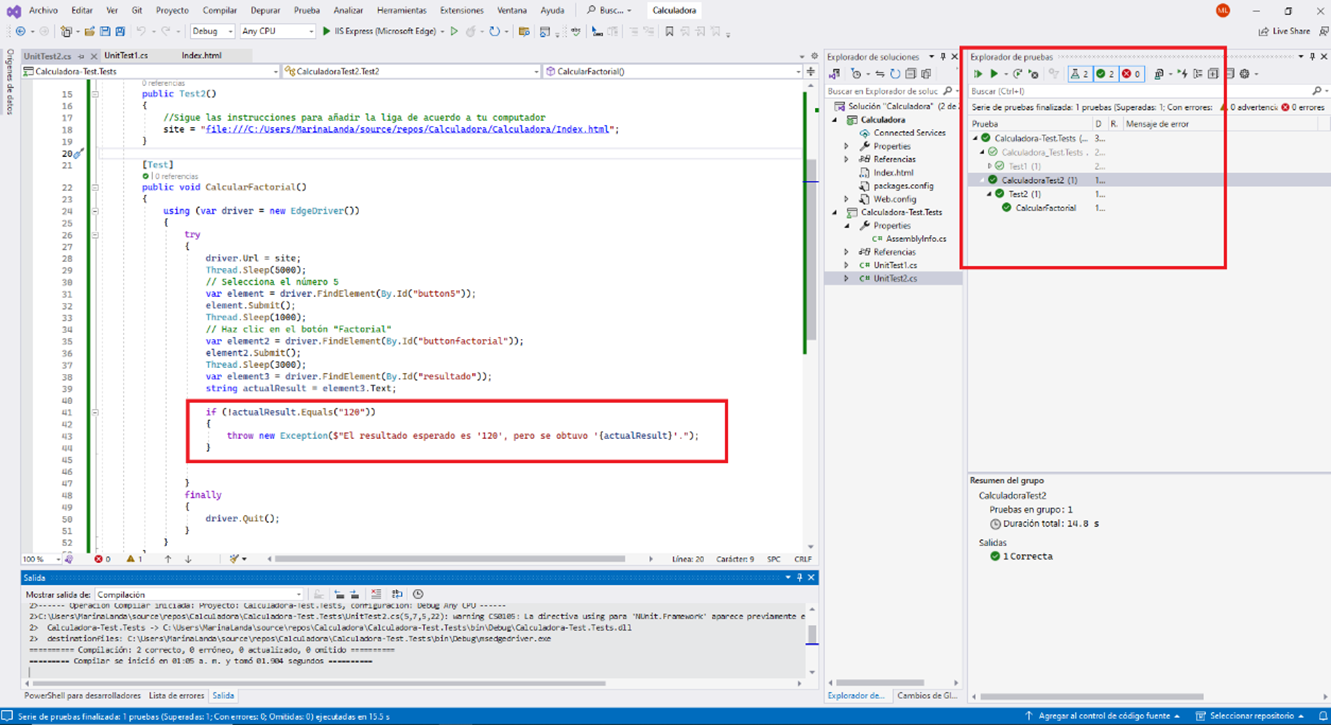 Archivo Editar Ver Git Proyecto Compilar Depurar Prueba Analizar Herramientas Extensiones Ventana Ayuda Busc... Calculadora ML
Debug Any CPU IIS Express (Microsoft Edge) Live Share
Orígenes de datos
UnitTest2.cs UnitTest1.cs Index.html
Calculadora-Test.Tests CalculadoraTest2.Test2 CalcularFactorial()
0 referencias
15 public Test2()
16 {
17 //Sigue las instrucciones para añadir la liga de acuerdo a tu computador
18 site = "file:///C:/Users/MarinaLanda/source/repos/Calculadora/Calculadora/Index.html";
19 }
20
21 [Test]
0 referencias
22 public void CalcularFactorial()
23 {
24 using (var driver = new EdgeDriver())
25 {
26 try
27 {
28 driver.Url = site;
29 Thread.Sleep(5000);
30 // Selecciona el número 5
31 var element = driver.FindElement(By.Id("button5"));
32 element.Submit();
33 Thread.Sleep(1000);
34 // Haz clic en el botón "Factorial"
35 var element2 = driver.FindElement(By.Id("buttonfactorial"));
36 element2.Submit();
37 Thread.Sleep(3000);
38 var element3 = driver.FindElement(By.Id("resultado"));
39 string actualResult = element3.Text;
40
41 if (!actualResult.Equals("120"))
42 {
43 throw new Exception($"El resultado esperado es '120', pero se obtuvo '{actualResult}'.");
44 }
45
46
47 }
48 finally
49 {
50 driver.Quit();
51 }
52 }
100 % 0 1 Línea: 20 Carácter: 9 SPC CRLF
Salida
Mostrar salida de: Compilación
2>------ Operación Compilar iniciada: Proyecto: Calculadora-Test.Tests, configuración: Debug Any CPU ------
2>C:\Users\MarinaLanda\source\repos\Calculadora\Calculadora-Test.Tests\UnitTest2.cs(5,7,5,22): warning CS0105: La directiva using para 'NUnit.Framework' aparece previamente e
2> Calculadora-Test.Tests -> C:\Users\MarinaLanda\source\repos\Calculadora\Calculadora-Test.Tests\bin\Debug\Calculadora-Test.Tests.dll
2> destinationFiles: C:\Users\MarinaLanda\source\repos\Calculadora\Calculadora-Test.Tests\bin\Debug\msedgedriver.exe
========== Compilación: 2 correcto, 0 erróneo, 0 actualizado, 0 omitido ==========
========= Compilar se inició en 01:05 a. m. y tomó 01.904 segundos ==========
PowerShell para desarrolladores Lista de errores Salida
Explorador de soluciones
Buscar en Explorador de soluc
Solución "Calculadora" (2 de
Calculadora
Connected Services
Properties
Referencias
Index.html
packages.config
Web.config
Calculadora-Test.Tests
Properties
C# AssemblyInfo.cs
Referencias
C# UnitTest1.cs
C# UnitTest2.cs
Explorador de... Cambios de Gi...
Explorador de pruebas
2 2 0
Buscar (Ctrl+I)
Serie de pruebas finalizada: 1 pruebas (Superadas: 1; Con errores: 0 advertenci 0 errores
Prueba D R. Mensaje de error
Calculadora-Test.Tests (... 3...
Calculadora_Test.Tests . 2...
Test1 (1) 2...
CalculadoraTest2 (1) 1...
Test2 (1) 1...
CalcularFactorial 1...
Resumen del grupo
CalculadoraTest2
Pruebas en grupo: 1
Duración total: 14.8 s
Salidas
1 Correcta
Serie de pruebas finalizada: 1 pruebas (Superadas: 1; Con errores: 0; Omitidas: 0) ejecutadas en 15.5 s
Agregar al control de código fuente Seleccionar repositorio